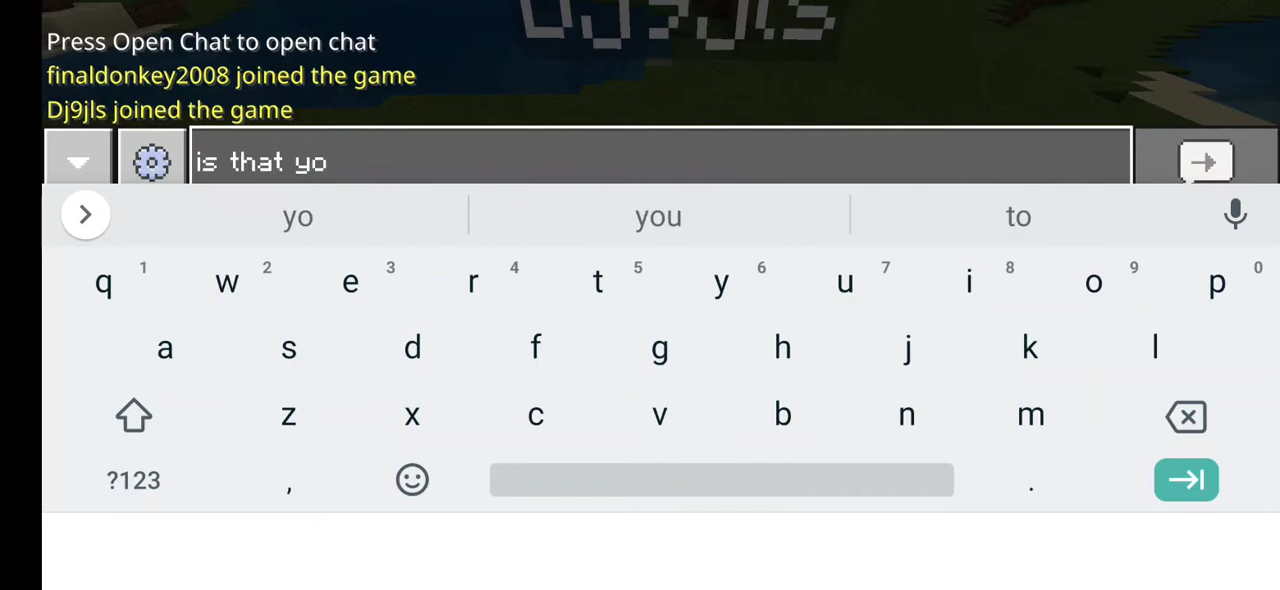 Dj9jls
Press Open Chat to open chat
finaldonkey2008 joined the game
Dj9jls joined the game
is that yo
yo you to
1 2 3 4 5 6 7 8 9 0
q w e r t y u i o p
a s d f g h j k l
z x c v b n m
?123 , .